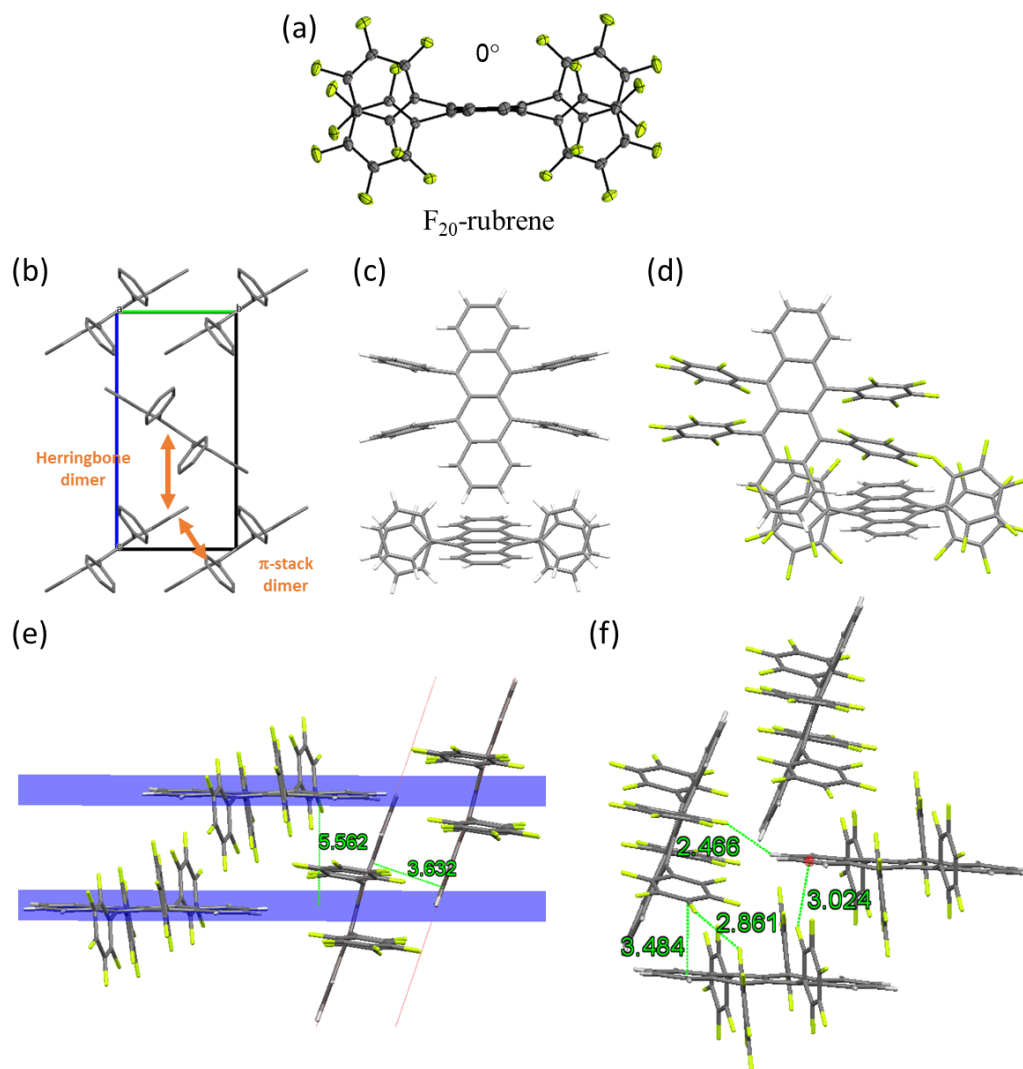 (a)
0°
F₂₀-rubrene
(b)
a
b
c
Herringbone
dimer
π-stack
dimer
(c)
(d)
(e)
5.562
3.632
(f)
2.466
3.024
2.861
3.484